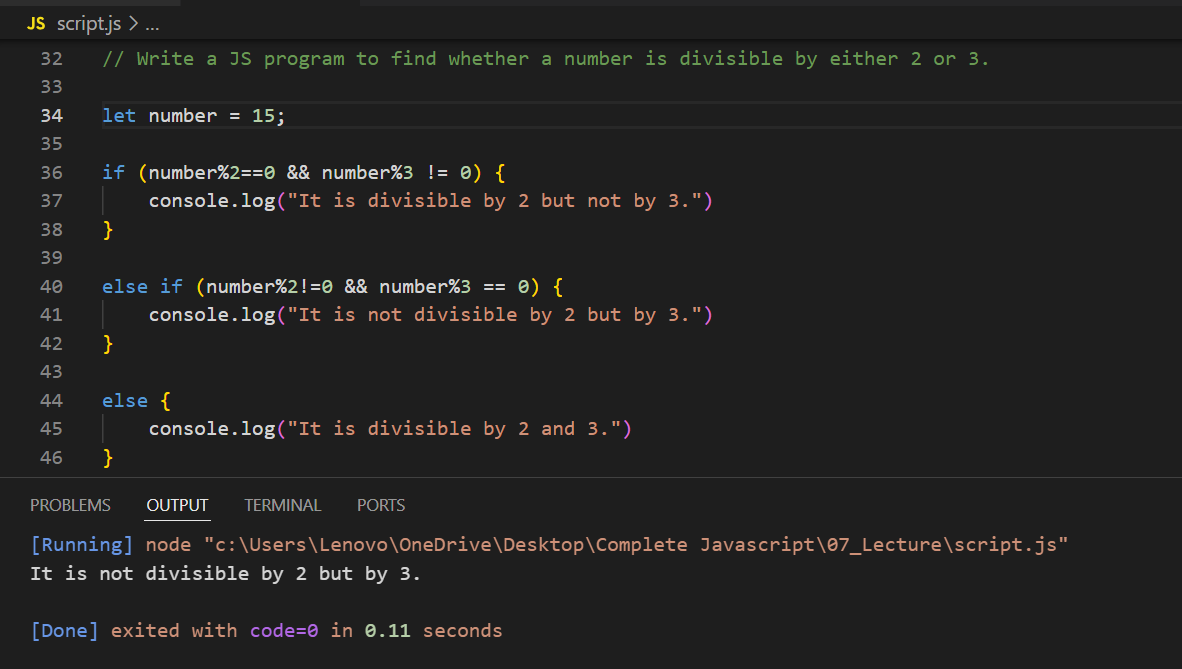 JS script.js > ...
32 // Write a JS program to find whether a number is divisible by either 2 or 3.
33
34 let number = 15;
35
36 if (number%2==0 && number%3 != 0) {
37     console.log("It is divisible by 2 but not by 3.")
38 }
39
40 else if (number%2!=0 && number%3 == 0) {
41     console.log("It is not divisible by 2 but by 3.")
42 }
43
44 else {
45     console.log("It is divisible by 2 and 3.")
46 }
PROBLEMS OUTPUT TERMINAL PORTS
[Running] node "c:\Users\Lenovo\OneDrive\Desktop\Complete Javascript\07_Lecture\script.js"
It is not divisible by 2 but by 3.
[Done] exited with code=0 in 0.11 seconds